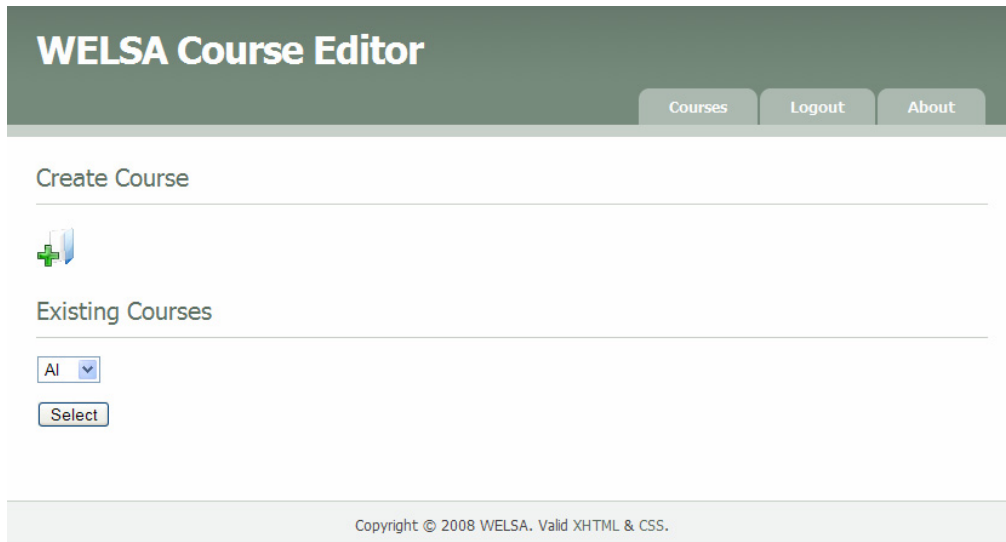 WELSA Course Editor
Courses Logout About
Create Course
Existing Courses
AI
Select
Copyright © 2008 WELSA. Valid XHTML & CSS.